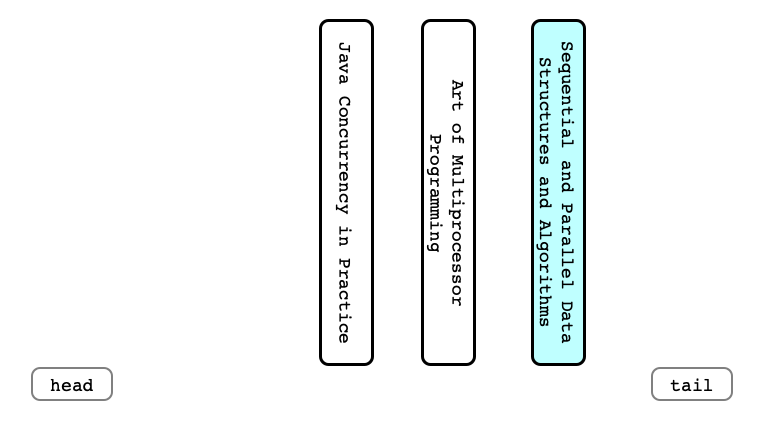 Java Concurrency in Practice
Art of Multiprocessor
Programming
Sequential and Parallel Data
Structures and Algorithms
head
tail